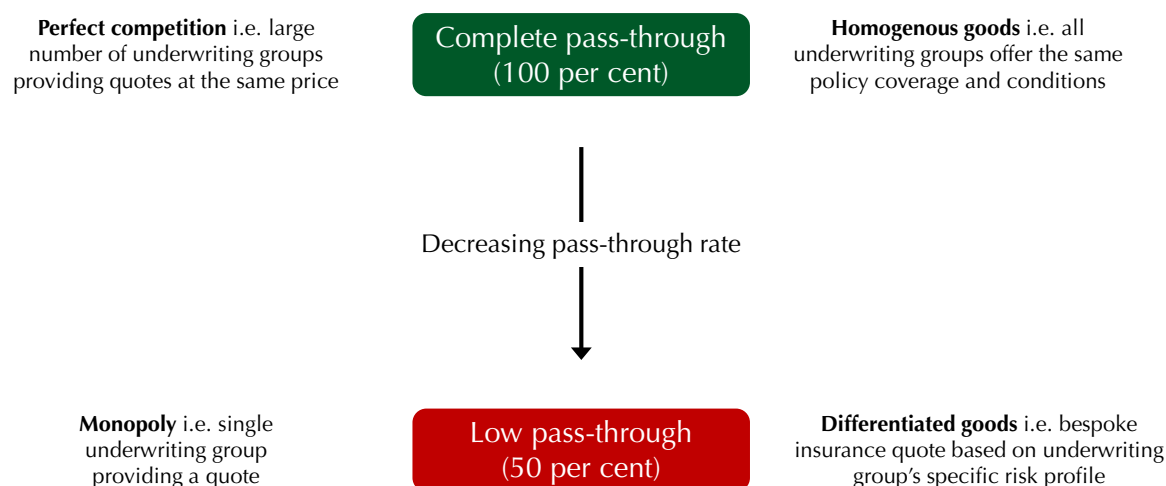 Perfect competition i.e. large
number of underwriting groups
providing quotes at the same price
Complete pass-through
(100 per cent)
Homogenous goods i.e. all
underwriting groups offer the same
policy coverage and conditions
Decreasing pass-through rate
Monopoly i.e. single
underwriting group
providing a quote
Low pass-through
(50 per cent)
Differentiated goods i.e. bespoke
insurance quote based on underwriting
group's specific risk profile